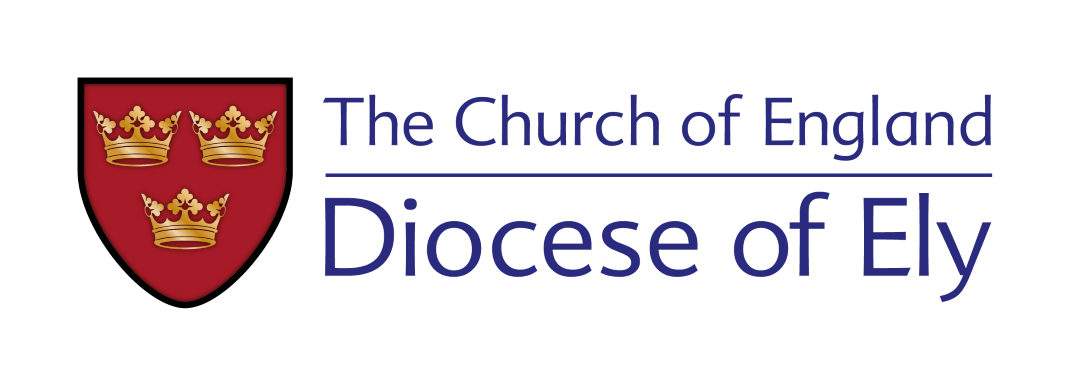 The Church of England
Diocese of Ely